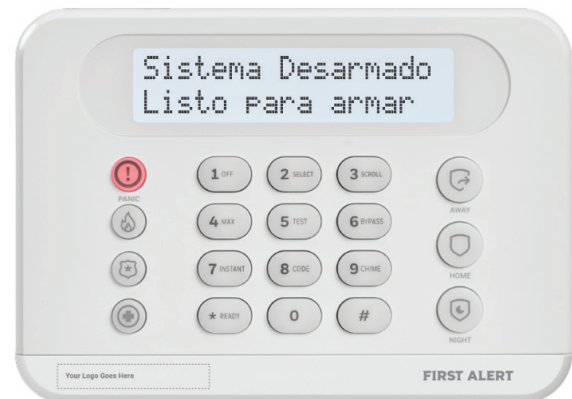 Sistema Desarmado
Listo para armar
PANIC
1 OFF
2 SELECT
3 SCROLL
4 MAX
5 TEST
6 BYPASS
7 INSTANT
8 CODE
9 CHIME
* READY
0
#
AWAY
HOME
NIGHT
Your Logo Goes Here
FIRST ALERT